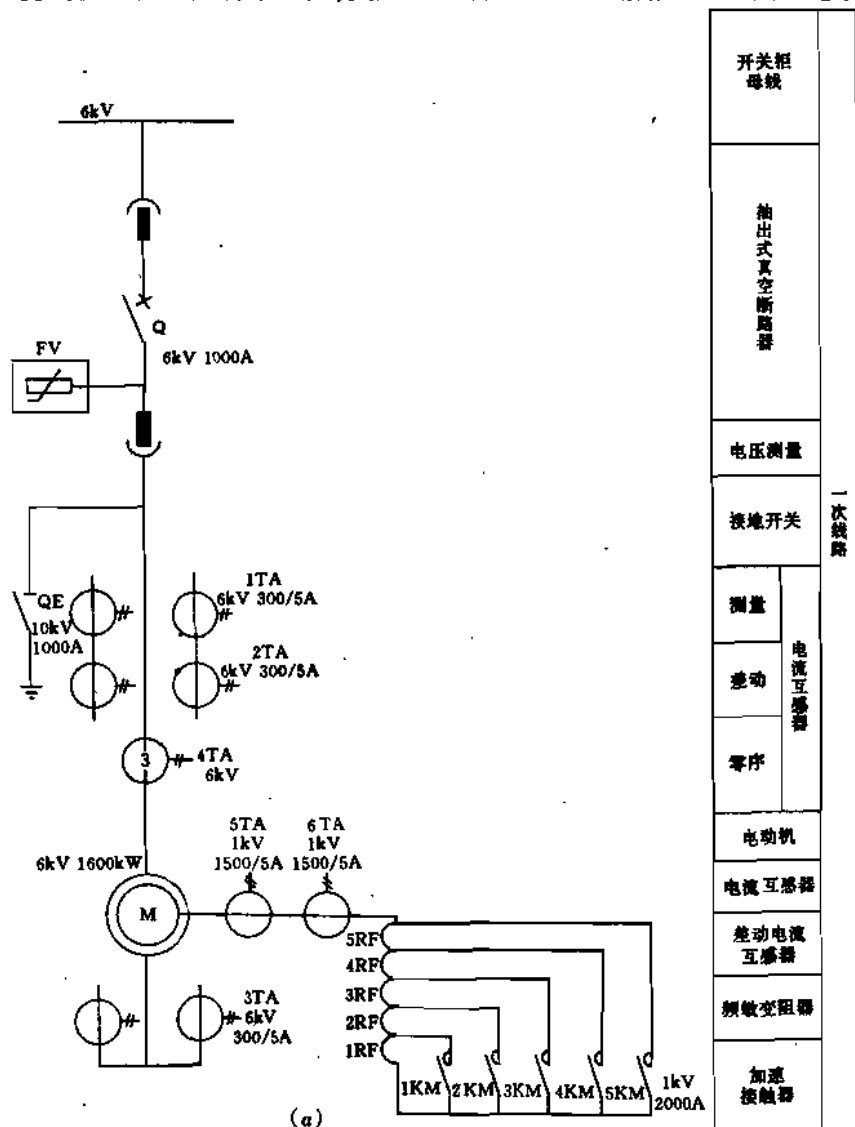 6kV
Q
6kV 1000A
FV
QE
10kV
1000A
1TA
6kV 300/5A
2TA
6kV 300/5A
3
4TA
6kV
5TA
1kV
1500/5A
6TA
1kV
1500/5A
6kV 1600kW
M
5RF
4RF
3RF
2RF
1RF
3TA
6kV
300/5A
1KM
2KM
3KM
4KM
5KM
1kV
2000A
(a)
开关柜
母线
抽出式真空断路器
电压测量
接地开关
测量
差动
零序
电流互感器
电动机
电流互感器
差动电流
互感器
频敏变阻器
加速
接触器
一次线路